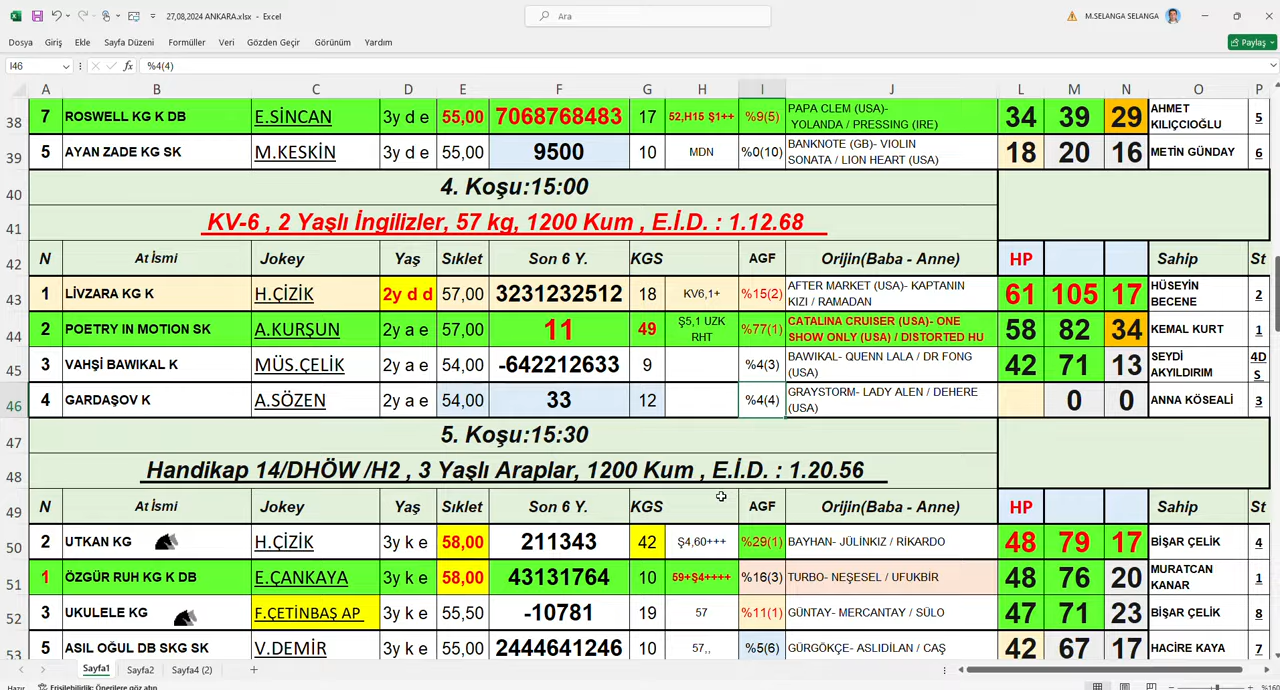 27,08,2024 ANKARA.xlsx - Excel
Ara
M.SELANGA SELANGA
Dosya Giriş Ekle Sayfa Düzeni Formüller Veri Gözden Geçir Görünüm Yardım
Paylaş
I46 fx %4(4)
A B C D E F G H I J L M N O P
38 7 ROSWELL KG K DB E.SİNCAN 3y d e 55,00 7068768483 17 52,H15 Ş1++ %9(5) PAPA CLEM (USA)- 34 39 29 AHMET 5
YOLANDA / PRESSING (IRE) KILIÇCIOĞLU
39 5 AYAN ZADE KG SK M.KESKİN 3y d e 55,00 9500 10 MDN %0(10) BANKNOTE (GB)- VIOLIN 18 20 16 METİN GÜNDAY 6
SONATA / LION HEART (USA)
40 4. Koşu:15:00
41 KV-6 , 2 Yaşlı İngilizler, 57 kg, 1200 Kum , E.İ.D. : 1.12.68
42 N At İsmi Jokey Yaş Sıklet Son 6 Y. KGS AGF Orijin(Baba - Anne) HP Sahip St
43 1 LİVZARA KG K H.ÇİZİK 2y d d 57,00 3231232512 18 KV6,1+ %15(2) AFTER MARKET (USA)- KAPTANIN 61 105 17 HÜSEYİN 2
KIZI / RAMADAN BECENE
44 2 POETRY IN MOTION SK A.KURŞUN 2y a e 57,00 11 49 Ş5,1 UZK %77(1) CATALINA CRUISER (USA)- ONE 58 82 34 KEMAL KURT 1
RHT SHOW ONLY (USA) / DISTORTED HU
45 3 VAHŞİ BAWIKAL K MÜS.ÇELİK 2y a e 54,00 -642212633 9 %4(3) BAWIKAL- QUENN LALA / DR FONG 42 71 13 SEYDİ 4D
(USA) AKYILDIRIM S
46 4 GARDAŞOV K A.SÖZEN 2y a e 54,00 33 12 %4(4) GRAYSTORM- LADY ALEN / DEHERE 0 0 ANNA KÖSEALİ 3
(USA)
47 5. Koşu:15:30
48 Handikap 14/DHÖW /H2 , 3 Yaşlı Araplar, 1200 Kum , E.İ.D. : 1.20.56
49 N At İsmi Jokey Yaş Sıklet Son 6 Y. KGS AGF Orijin(Baba - Anne) HP Sahip St
50 2 UTKAN KG H.ÇİZİK 3y k e 58,00 211343 42 Ş4,60+++ %29(1) BAYHAN- JÜLİNKIZ / RİKARDO 48 79 17 BİŞAR ÇELİK 4
51 1 ÖZGÜR RUH KG K DB E.ÇANKAYA 3y k e 58,00 43131764 10 59+Ş4++++ %16(3) TURBO- NEŞESEL / UFUKBİR 48 76 20 MURATCAN 1
KANAR
52 3 UKULELE KG F.ÇETİNBAŞ AP 3y k e 55,50 -10781 19 57 %11(1) GÜNTAY- MERCANTAY / SÜLO 47 71 23 BİŞAR ÇELİK 8
53 5 ASIL OĞUL DB SKG SK V.DEMİR 3y k e 55,00 2444641246 10 57,, %5(6) GÜRGÖKÇE- ASLIDİLAN / CAŞ 42 67 17 HACİRE KAYA 7
Sayfa1 Sayfa2 Sayfa4 (2)
Hazır Erişilebilirlik: Önerilere göz atın %160